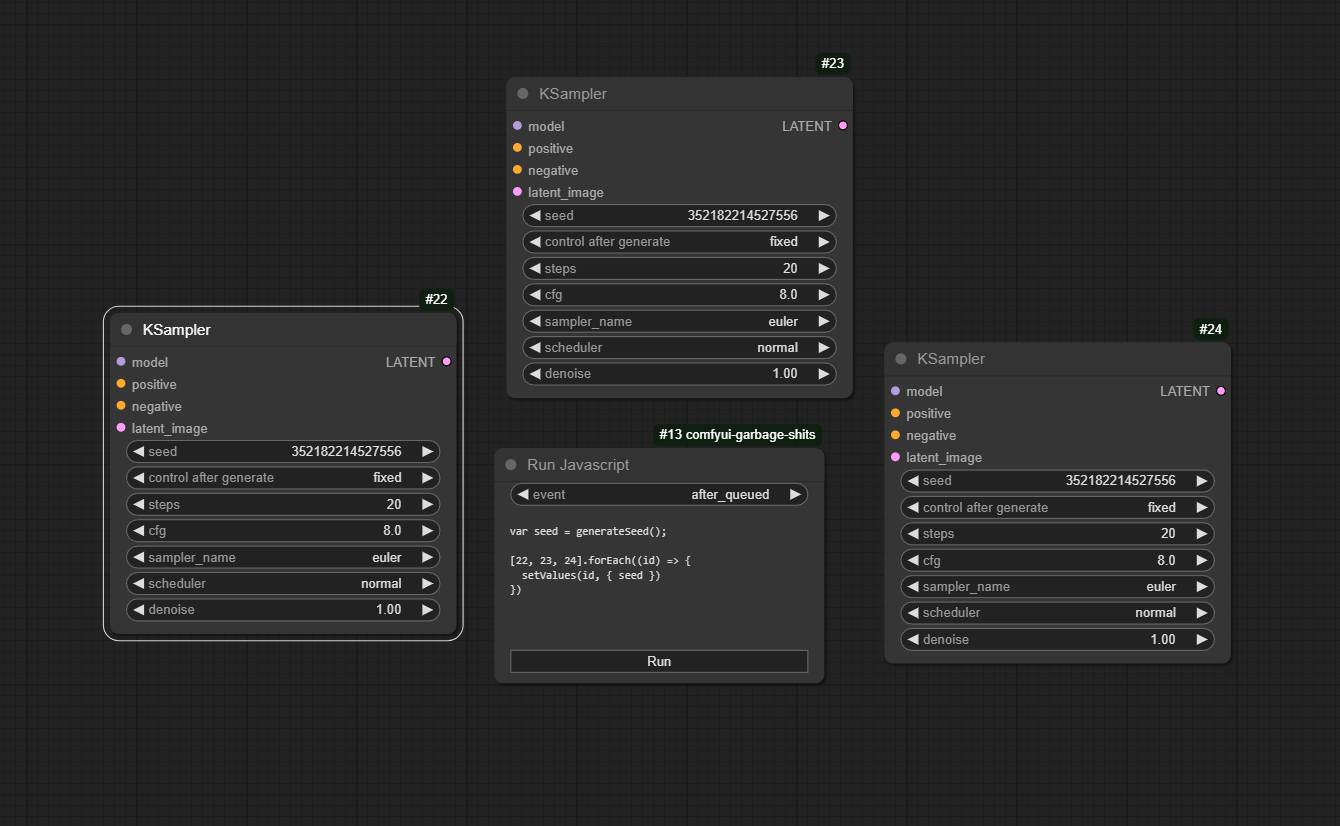 #23
KSampler
model LATENT
positive
negative
latent_image
seed 352182214527556
control after generate fixed
steps 20
cfg 8.0
sampler_name euler
scheduler normal
denoise 1.00
#22
KSampler
model LATENT
positive
negative
latent_image
seed 352182214527556
control after generate fixed
steps 20
cfg 8.0
sampler_name euler
scheduler normal
denoise 1.00
#13 comfyui-garbage-shits
Run Javascript
event after_queued
var seed = generateSeed();
[22, 23, 24].forEach((id) => {
  setValues(id, { seed })
})
Run
#24
KSampler
model LATENT
positive
negative
latent_image
seed 352182214527556
control after generate fixed
steps 20
cfg 8.0
sampler_name euler
scheduler normal
denoise 1.00